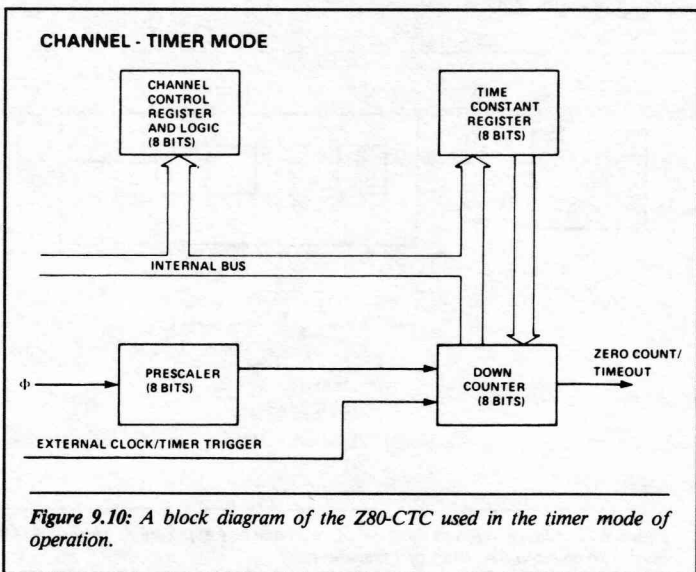 CHANNEL - TIMER MODE
CHANNEL
CONTROL
REGISTER
AND LOGIC
(8 BITS)
TIME
CONSTANT
REGISTER
(8 BITS)
INTERNAL BUS
Φ
PRESCALER
(8 BITS)
DOWN
COUNTER
(8 BITS)
ZERO COUNT/
TIMEOUT
EXTERNAL CLOCK/TIMER TRIGGER
Figure 9.10: A block diagram of the Z80-CTC used in the timer mode of
operation.